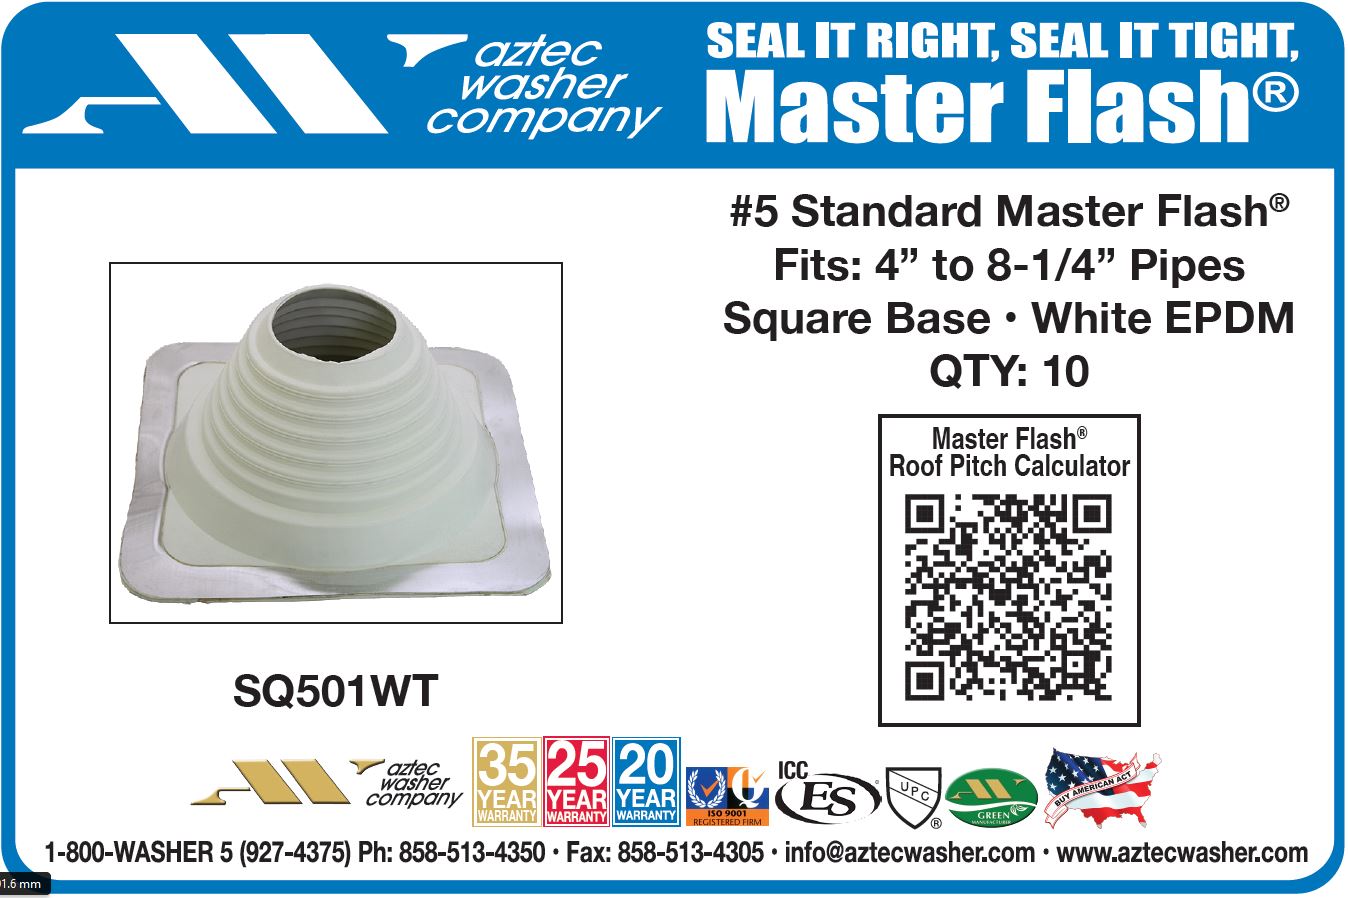 aztec
washer
company
SEAL IT RIGHT, SEAL IT TIGHT,
Master Flash®
#5 Standard Master Flash®
Fits: 4” to 8-1/4” Pipes
Square Base • White EPDM
QTY: 10
Master Flash®
Roof Pitch Calculator
SQ501WT
aztec
washer
company
35
YEAR
WARRANTY
25
YEAR
WARRANTY
20
YEAR
WARRANTY
Q
ISO 9001
REGISTERED FIRM
ICC
ES®
UPC®
GREEN
MANUFACTURER
BUY AMERICAN ACT
1-800-WASHER 5 (927-4375) Ph: 858-513-4350 • Fax: 858-513-4305 • info@aztecwasher.com • www.aztecwasher.com
1.6 mm